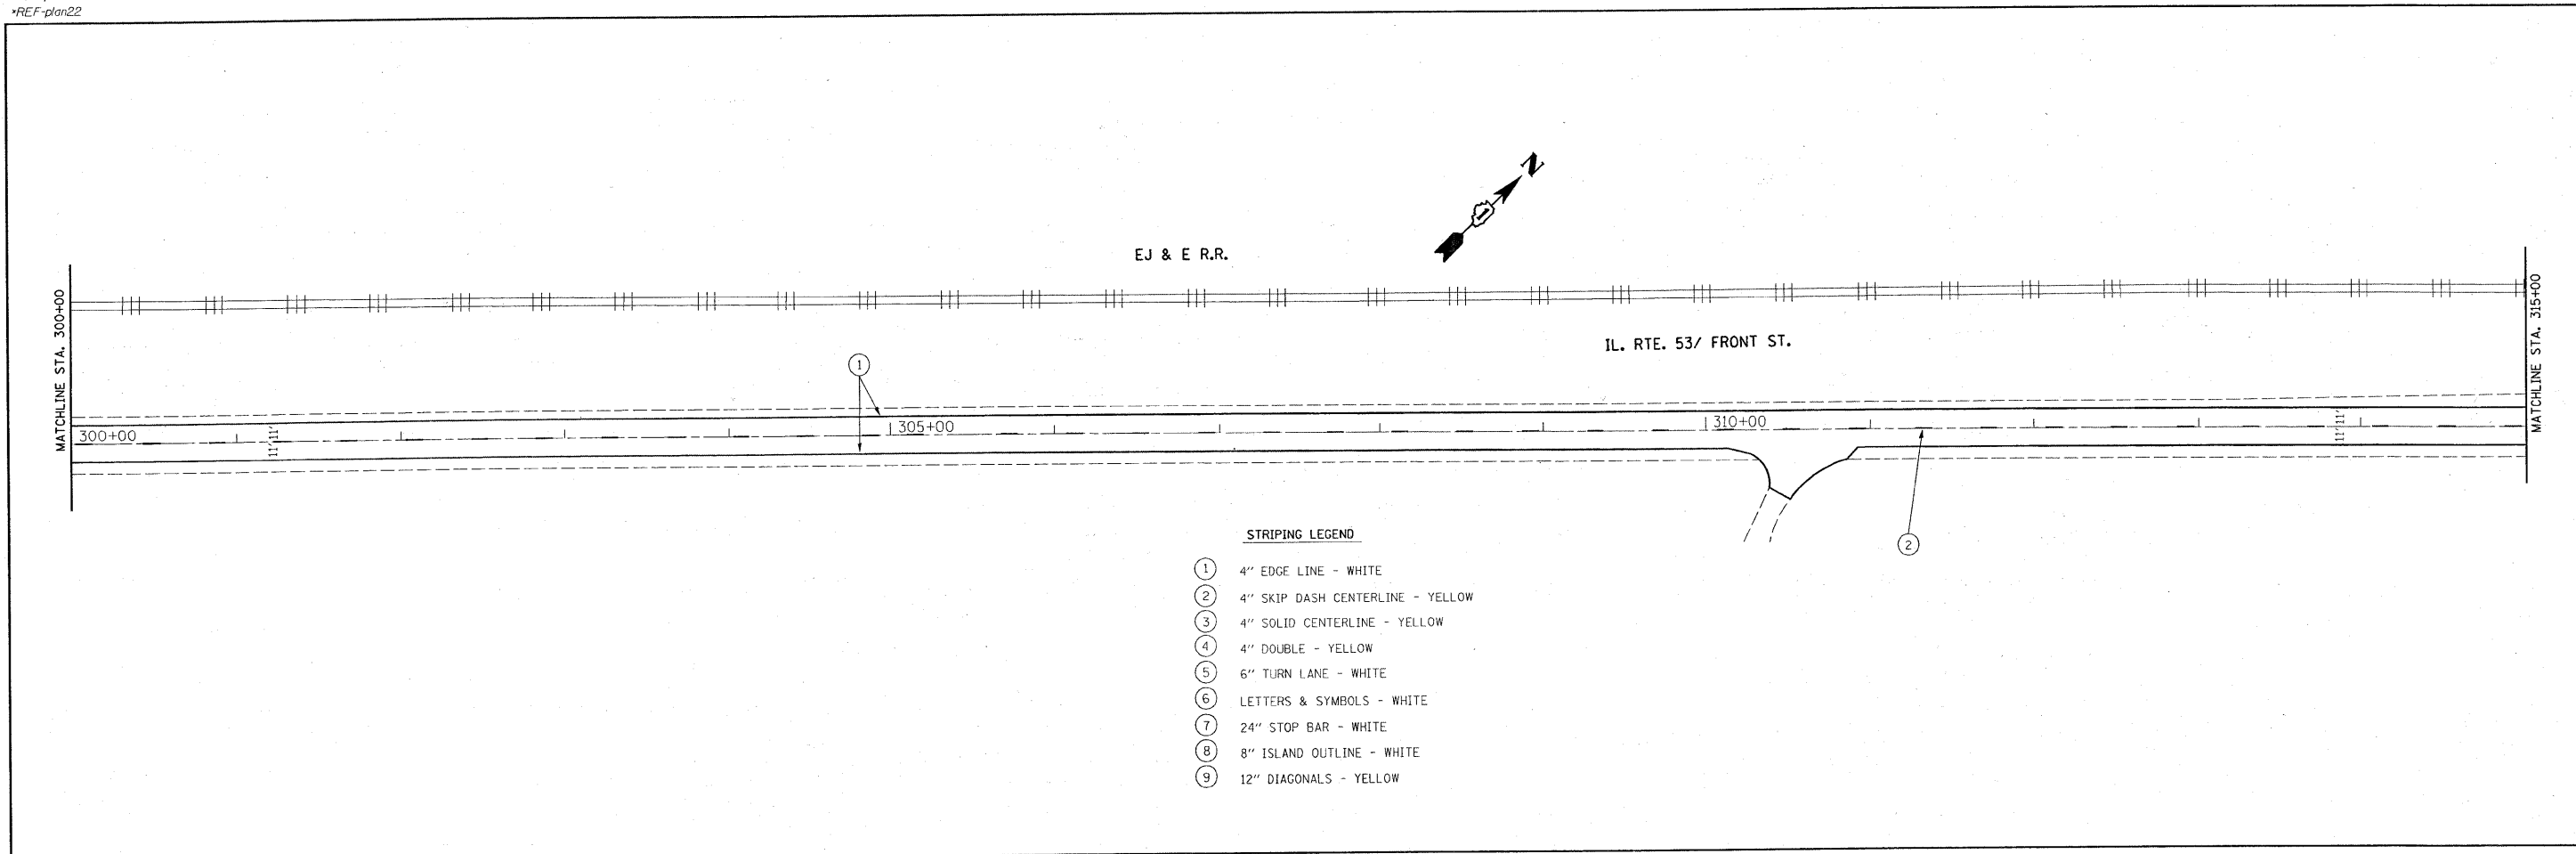 *REF-plan22
N
EJ & E R.R.
MATCHLINE STA. 300+00
MATCHLINE STA. 315+00
IL. RTE. 53/ FRONT ST.
1
300+00
11'
11'
305+00
310+00
11'
11'
2
STRIPING LEGEND
1 4" EDGE LINE - WHITE
2 4" SKIP DASH CENTERLINE - YELLOW
3 4" SOLID CENTERLINE - YELLOW
4 4" DOUBLE - YELLOW
5 6" TURN LANE - WHITE
6 LETTERS & SYMBOLS - WHITE
7 24" STOP BAR - WHITE
8 8" ISLAND OUTLINE - WHITE
9 12" DIAGONALS - YELLOW